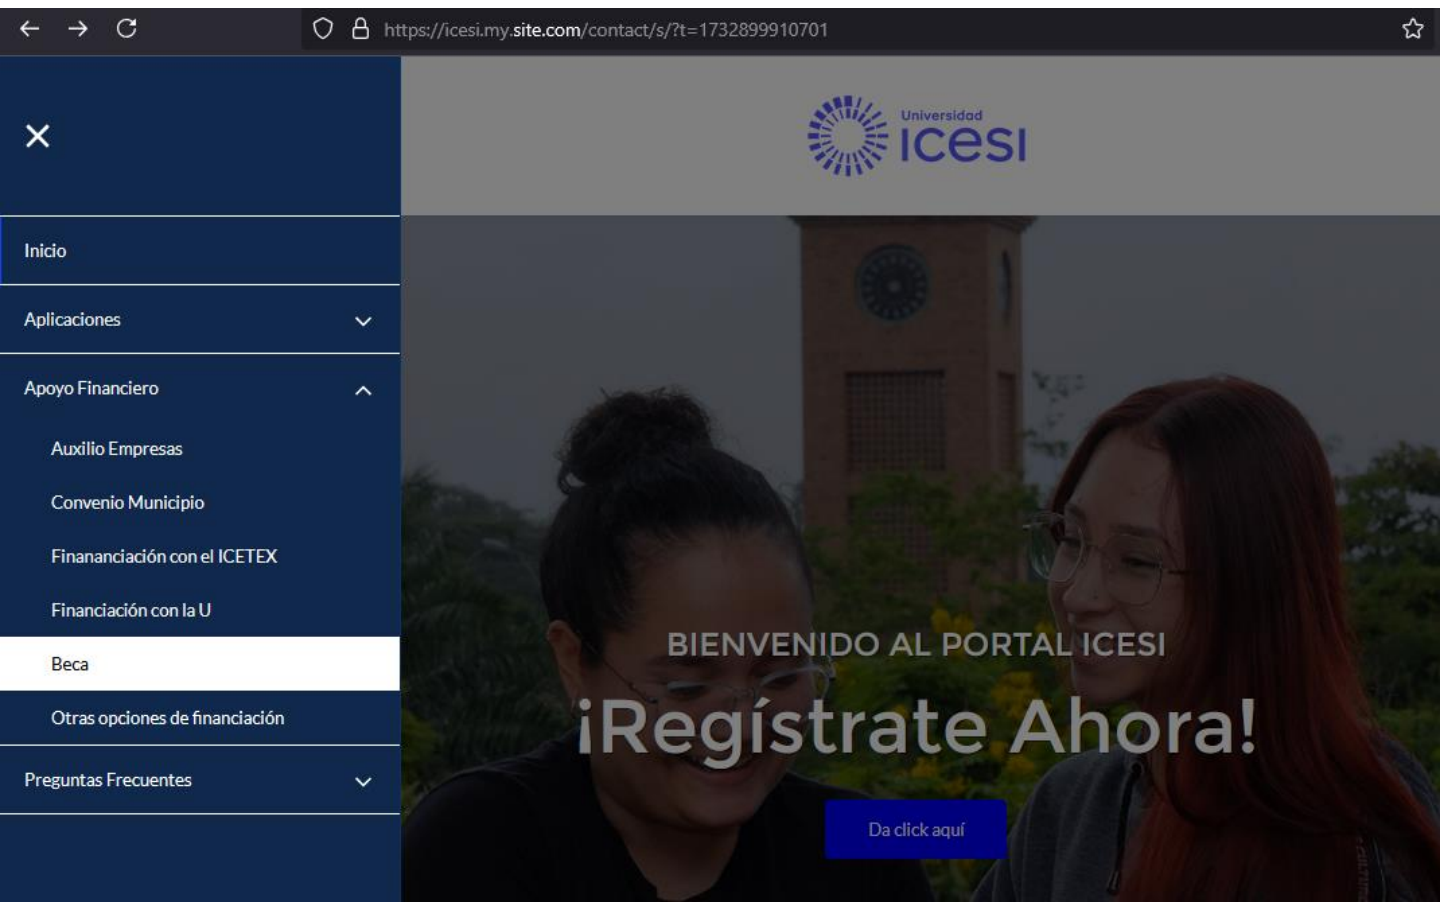 https://icesi.my.site.com/contact/s/?t=1732899910701
Universidad
icesi
Inicio
Aplicaciones
Apoyo Financiero
Auxilio Empresas
Convenio Municipio
Finananciación con el ICETEX
Financiación con la U
Beca
Otras opciones de financiación
Preguntas Frecuentes
BIENVENIDO AL PORTAL ICESI
¡Regístrate Ahora!
Da click aquí